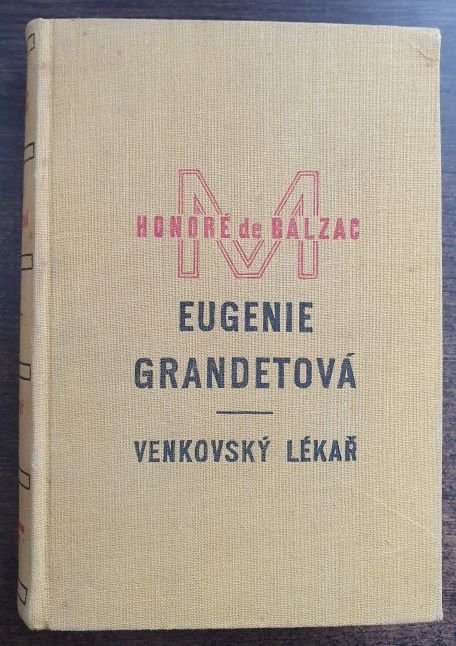 M
HONORÉ de BALZAC
EUGENIE
GRANDETOVÁ
VENKOVSKÝ LÉKAŘ